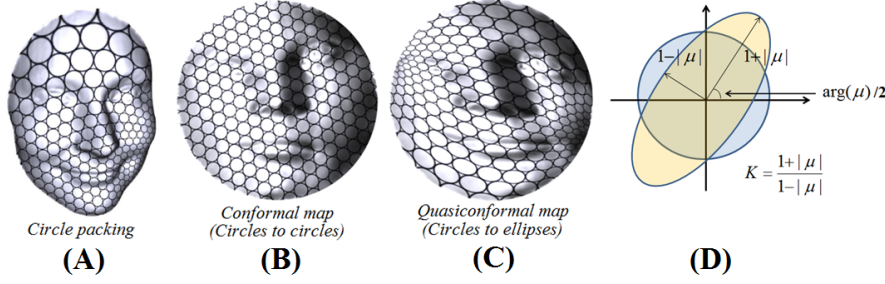 1−|μ|
1+|μ|
arg(μ)/2
K = 1+|μ| / 1−|μ|
Circle packing
Conformal map
(Circles to circles)
Quasiconformal map
(Circles to ellipses)
(A)
(B)
(C)
(D)